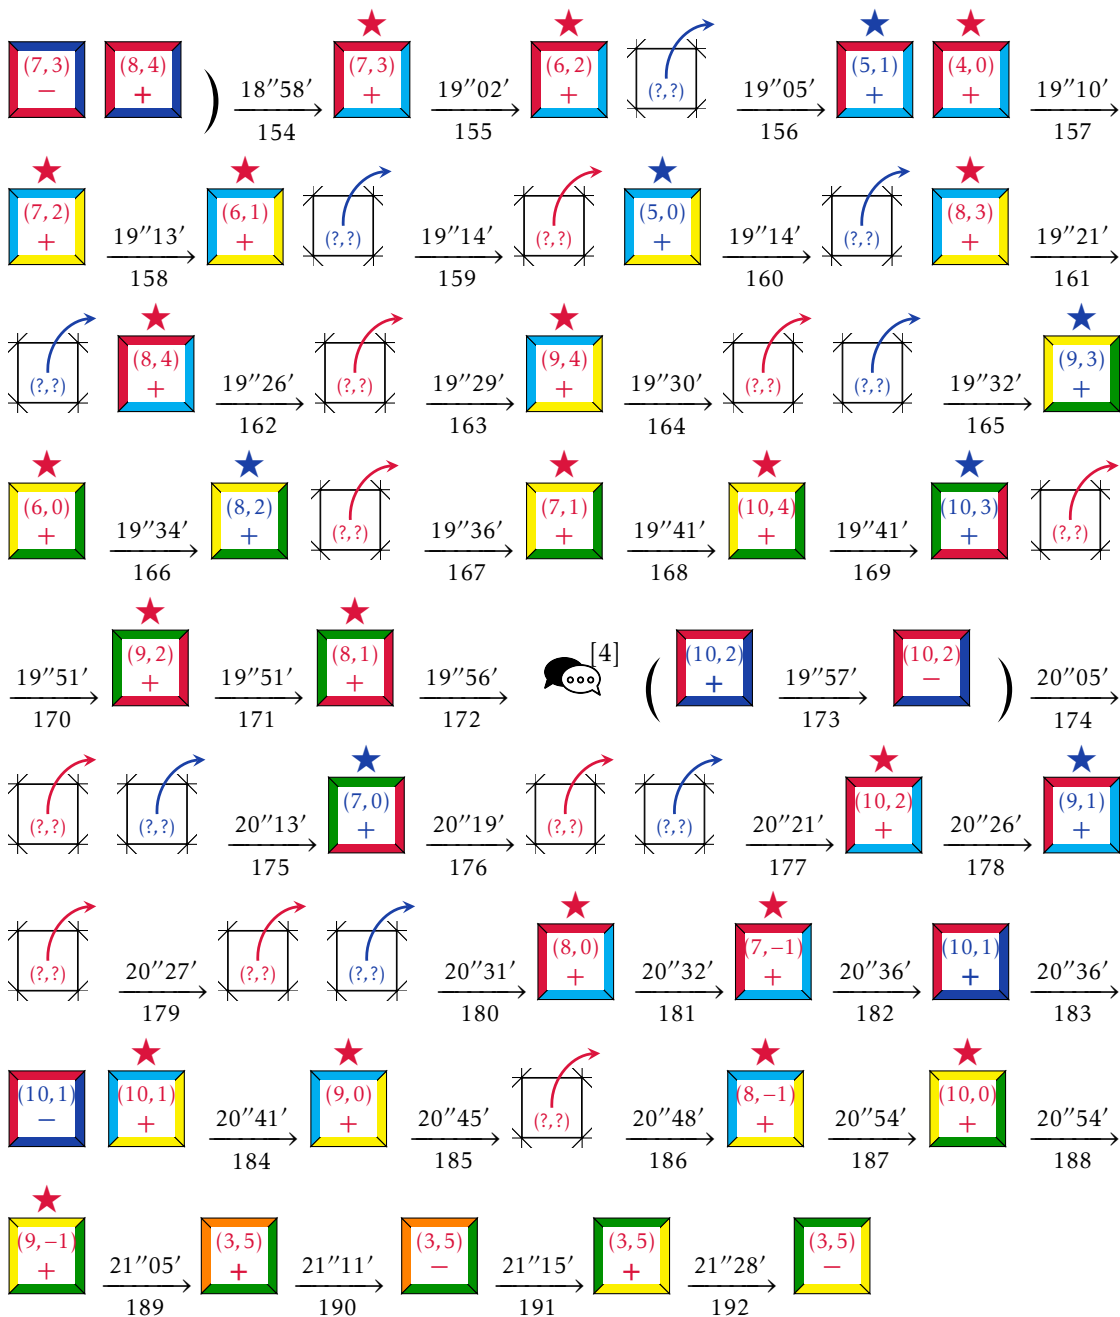 (7,3) − (8,4) + ) 18″58′ 154 (7,3) + 19″02′ 155 (6,2) + (?,?) 19″05′ 156 (5,1) + (4,0) + 19″10′ 157
(7,2) + 19″13′ 158 (6,1) + (?,?) 19″14′ 159 (?,?) (5,0) + 19″14′ 160 (?,?) (8,3) + 19″21′ 161
(?,?) (8,4) + 19″26′ 162 (?,?) 19″29′ 163 (9,4) + 19″30′ 164 (?,?) (?,?) 19″32′ 165 (9,3) +
(6,0) + 19″34′ 166 (8,2) + (?,?) 19″36′ 167 (7,1) + 19″41′ 168 (10,4) + 19″41′ 169 (10,3) + (?,?)
19″51′ 170 (9,2) + 19″51′ 171 (8,1) + 19″56′ 172 [4] ( (10,2) + 19″57′ 173 (10,2) − ) 20″05′ 174
(?,?) (?,?) 20″13′ 175 (7,0) + 20″19′ 176 (?,?) (?,?) 20″21′ 177 (10,2) + 20″26′ 178 (9,1) +
(?,?) 20″27′ 179 (?,?) (?,?) 20″31′ 180 (8,0) + 20″32′ 181 (7,−1) + 20″36′ 182 (10,1) + 20″36′ 183
(10,1) − (10,1) + 20″41′ 184 (9,0) + 20″45′ 185 (?,?) 20″48′ 186 (8,−1) + 20″54′ 187 (10,0) + 20″54′ 188
(9,−1) + 21″05′ 189 (3,5) + 21″11′ 190 (3,5) − 21″15′ 191 (3,5) + 21″28′ 192 (3,5) −